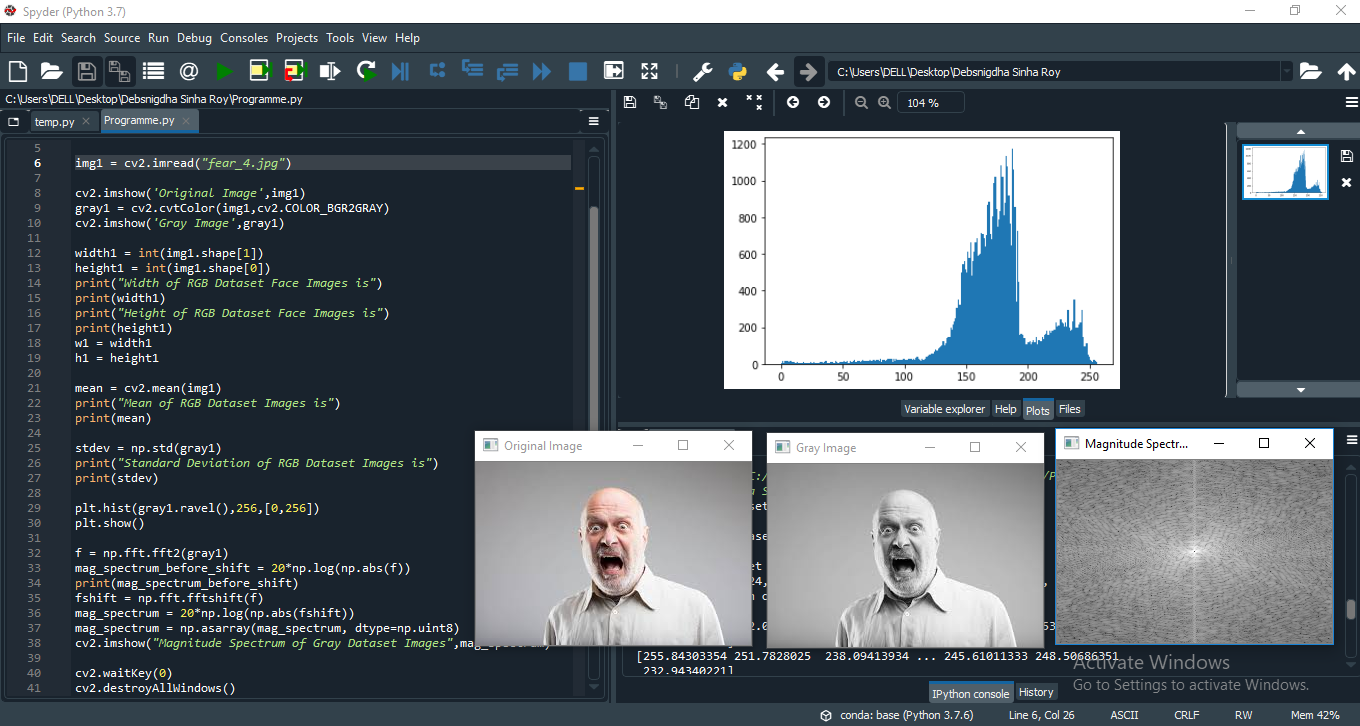 Spyder (Python 3.7)
File Edit Search Source Run Debug Consoles Projects Tools View Help
C:\Users\DELL\Desktop\Debsnigdha Sinha Roy
C:\Users\DELL\Desktop\Debsnigdha Sinha Roy\Programme.py
temp.py Programme.py
5
6 img1 = cv2.imread("fear_4.jpg")
7
8 cv2.imshow('Original Image',img1)
9 gray1 = cv2.cvtColor(img1,cv2.COLOR_BGR2GRAY)
10 cv2.imshow('Gray Image',gray1)
11
12 width1 = int(img1.shape[1])
13 height1 = int(img1.shape[0])
14 print("Width of RGB Dataset Face Images is")
15 print(width1)
16 print("Height of RGB Dataset Face Images is")
17 print(height1)
18 w1 = width1
19 h1 = height1
20
21 mean = cv2.mean(img1)
22 print("Mean of RGB Dataset Images is")
23 print(mean)
24
25 stdev = np.std(gray1)
26 print("Standard Deviation of RGB Dataset Images is")
27 print(stdev)
28
29 plt.hist(gray1.ravel(),256,[0,256])
30 plt.show()
31
32 f = np.fft.fft2(gray1)
33 mag_spectrum_before_shift = 20*np.log(np.abs(f))
34 print(mag_spectrum_before_shift)
35 fshift = np.fft.fftshift(f)
36 mag_spectrum = 20*np.log(np.abs(fshift))
37 mag_spectrum = np.asarray(mag_spectrum, dtype=np.uint8)
38 cv2.imshow("Magnitude Spectrum of Gray Dataset Images",mag_spectrum)
39
40 cv2.waitKey(0)
41 cv2.destroyAllWindows()
104 %
1200
1000
800
600
400
200
0
0 50 100 150 200 250
Variable explorer Help Plots Files
Original Image
Gray Image
Magnitude Spectr...
[255.84303354 251.7828025 238.09413934 ... 245.61011333 248.50686351
232.94340221]
Activate Windows
Go to Settings to activate Windows.
IPython console History
conda: base (Python 3.7.6) Line 6, Col 26 ASCII CRLF RW Mem 42%